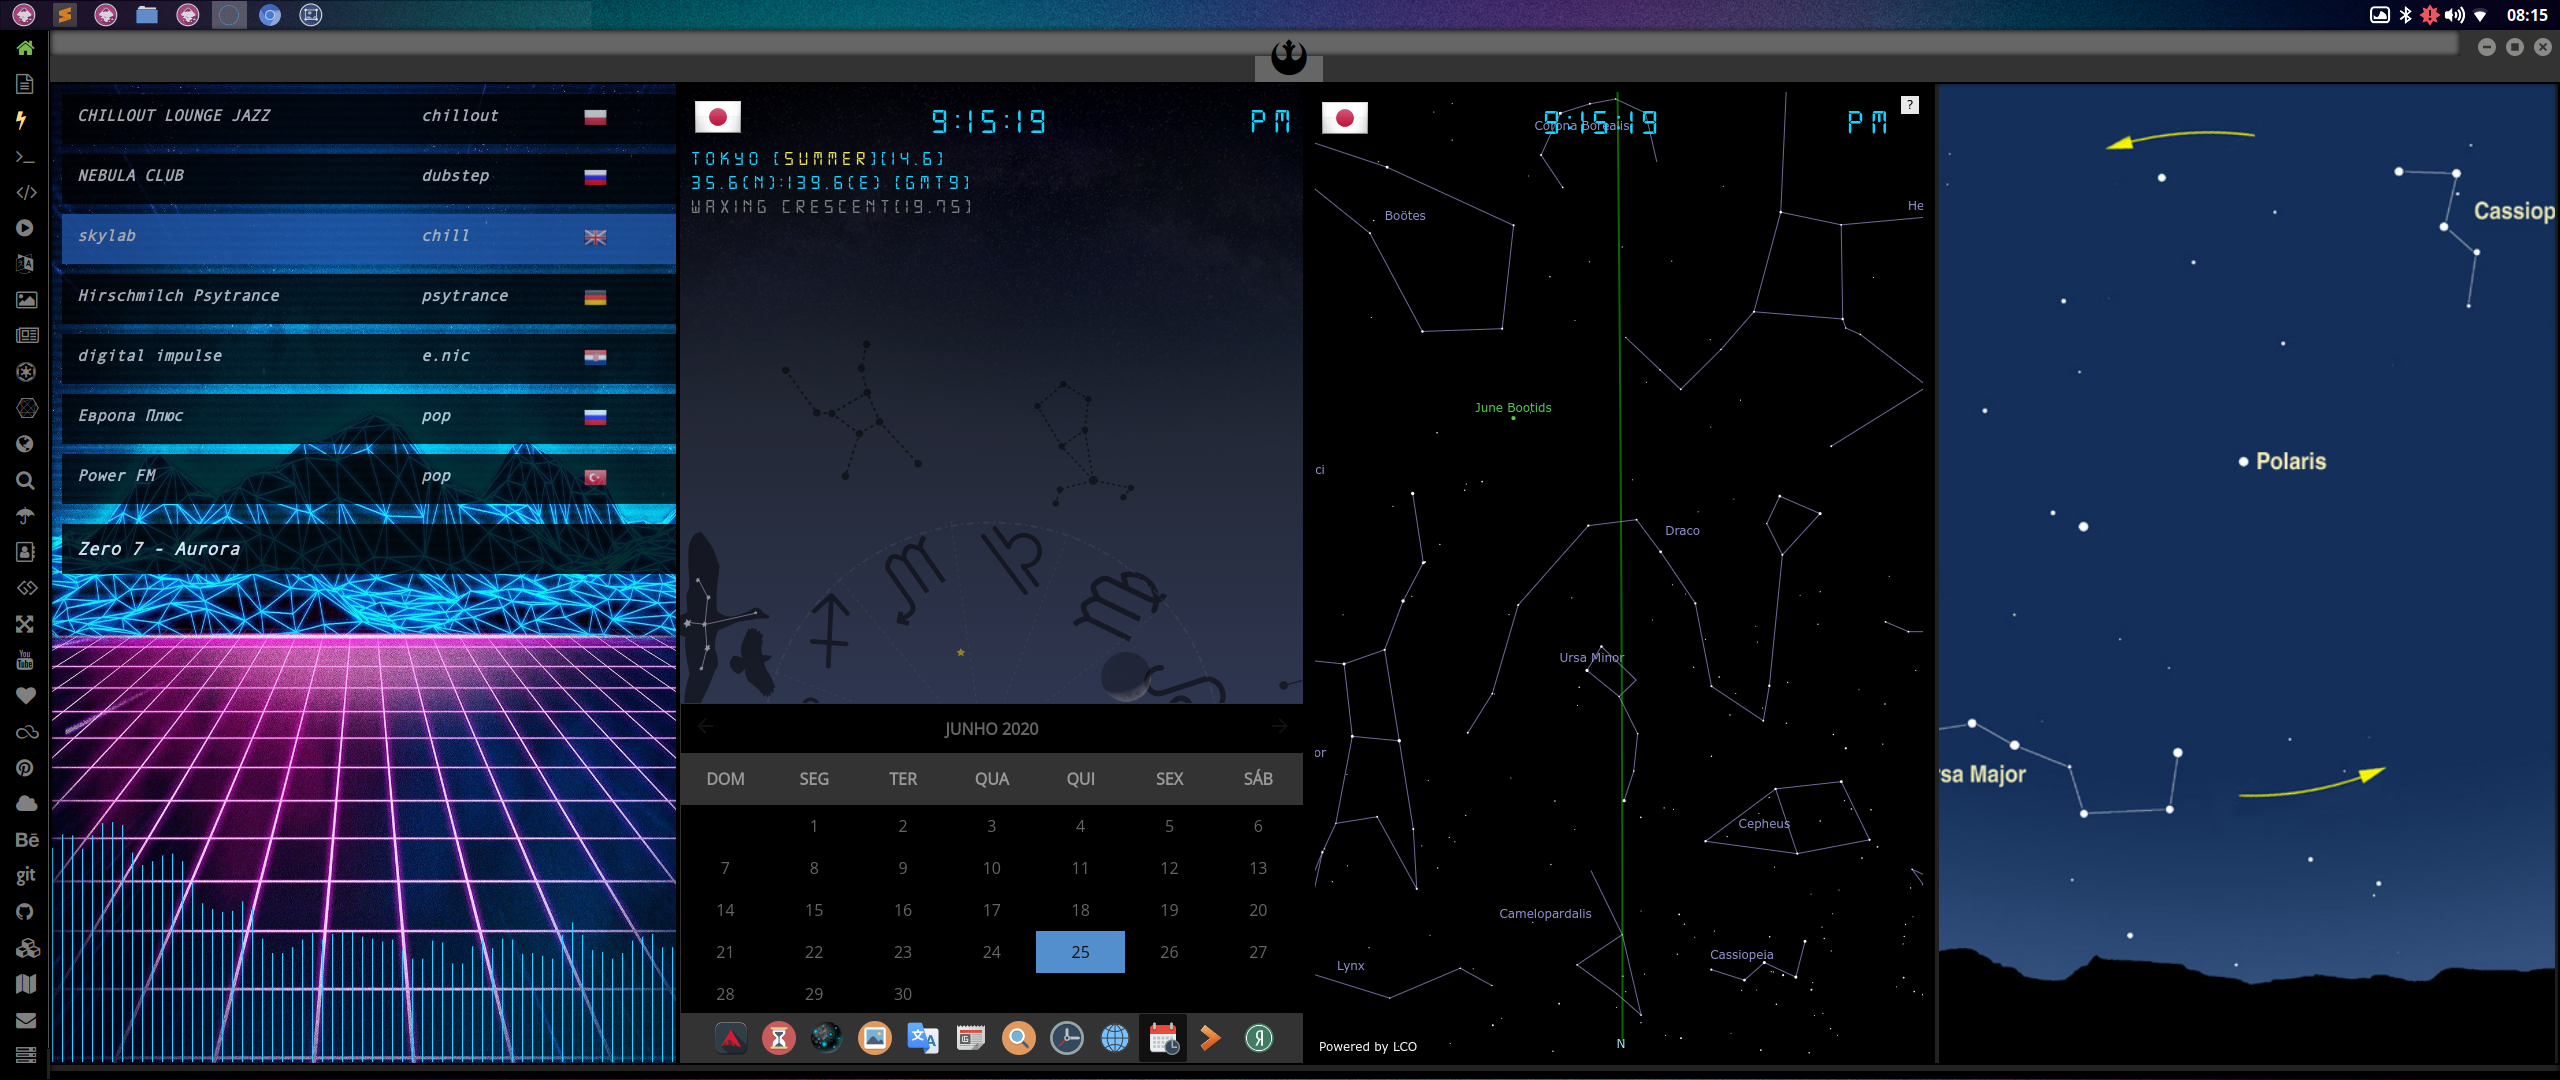 08:15
CHILLOUT LOUNGE JAZZ chillout
NEBULA CLUB dubstep
skylab chill
Hirschmilch Psytrance psytrance
digital impulse e.nic
Европа Плюс pop
Power FM pop
Zero 7 - Aurora
You
Tube
Bē
git
9:15:19 PM
TOKYO [SUMMER][14.6]
35.6(N):139.6(E) [GMT9]
WAXING CRESCENT[19.75]
JUNHO 2020
DOM SEG TER QUA QUI SEX SÁB
1 2 3 4 5 6
7 8 9 10 11 12 13
14 15 16 17 18 19 20
21 22 23 24 25 26 27
28 29 30
9:15:19 PM
?
Corona Borealis
Boötes
He
June Bootids
ci
Draco
Ursa Minor
or
Cepheus
Camelopardalis
Cassiopeia
Lynx
N
Powered by LCO
Cassiop
Polaris
rsa Major